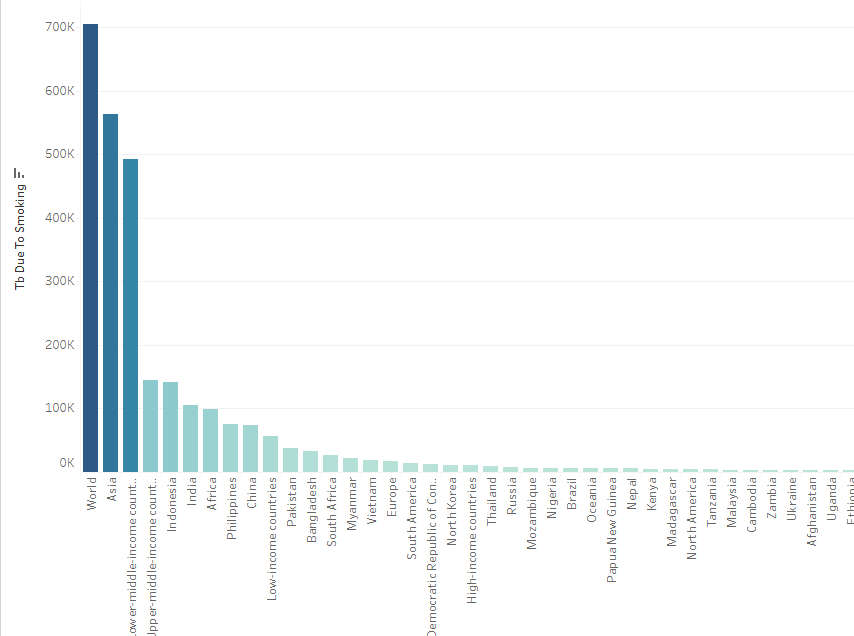 700K
600K
500K
400K
300K
200K
100K
0K
Tb Due To Smoking
World
Asia
ower-middle-income count..
Upper-middle-income count..
Indonesia
India
Africa
Philippines
China
Low-income countries
Pakistan
Bangladesh
South Africa
Myanmar
Vietnam
Europe
South America
Democratic Republic of Con..
North Korea
High-income countries
Thailand
Russia
Mozambique
Nigeria
Brazil
Oceania
Papua New Guinea
Nepal
Kenya
Madagascar
North America
Tanzania
Malaysia
Cambodia
Zambia
Ukraine
Afghanistan
Uganda
Ethiopia